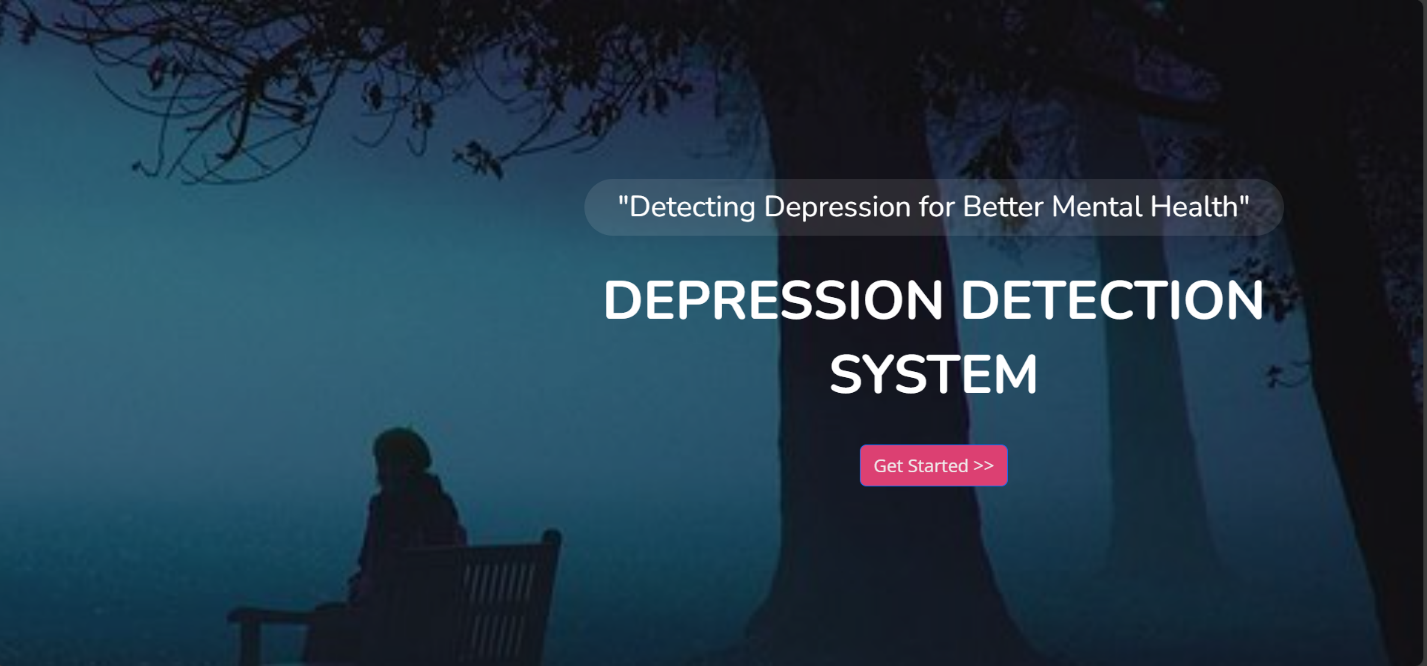 "Detecting Depression for Better Mental Health"
DEPRESSION DETECTION
SYSTEM
Get Started >>